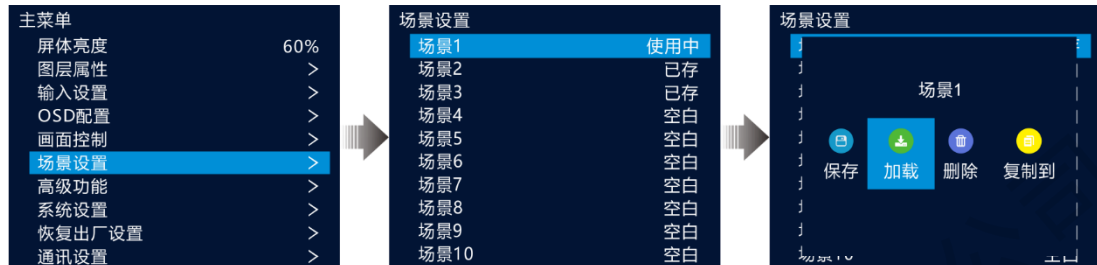 主菜单
屏体亮度 60%
图层属性 >
输入设置 >
OSD配置 >
画面控制 >
场景设置 >
高级功能 >
系统设置 >
恢复出厂设置 >
通讯设置 >
场景设置
场景1 使用中
场景2 已存
场景3 已存
场景4 空白
场景5 空白
场景6 空白
场景7 空白
场景8 空白
场景9 空白
场景10 空白
场景设置
场景1
保存 加载 删除 复制到